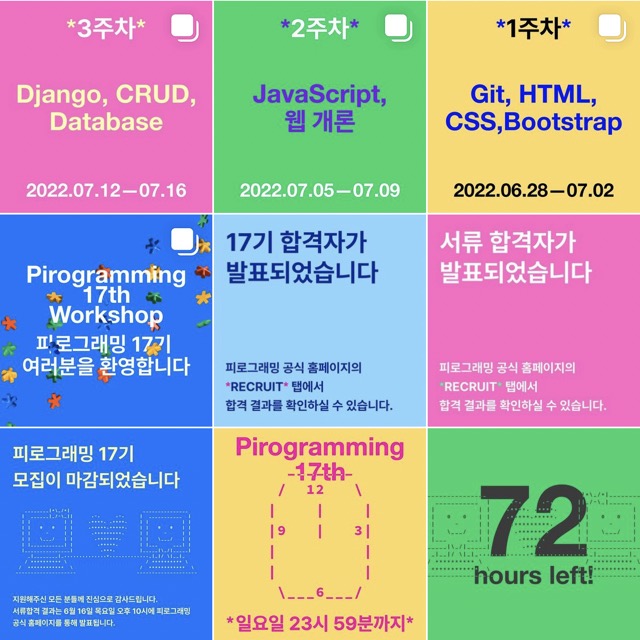 *3주차*
Django, CRUD,
Database
2022.07.12—07.16
*2주차*
JavaScript,
웹 개론
2022.07.05—07.09
*1주차*
Git, HTML,
CSS,Bootstrap
2022.06.28—07.02
Pirogramming
17th
Workshop
피로그래밍 17기
여러분을 환영합니다
17기 합격자가
발표되었습니다
피로그래밍 공식 홈페이지의
*RECRUIT* 탭에서
합격 결과를 확인하실 수 있습니다.
서류 합격자가
발표되었습니다
피로그래밍 공식 홈페이지의
*RECRUIT* 탭에서
합격 결과를 확인하실 수 있습니다.
피로그래밍 17기
모집이 마감되었습니다
지원해주신 모든 분들께 진심으로 감사드립니다.
서류합격 결과는 6월 16일 목요일 오후 10시에 피로그래밍
공식 홈페이지를 통해 발표됩니다.
Pirogramming
17th
12
9 3
6
*일요일 23시 59분까지*
72
hours left!